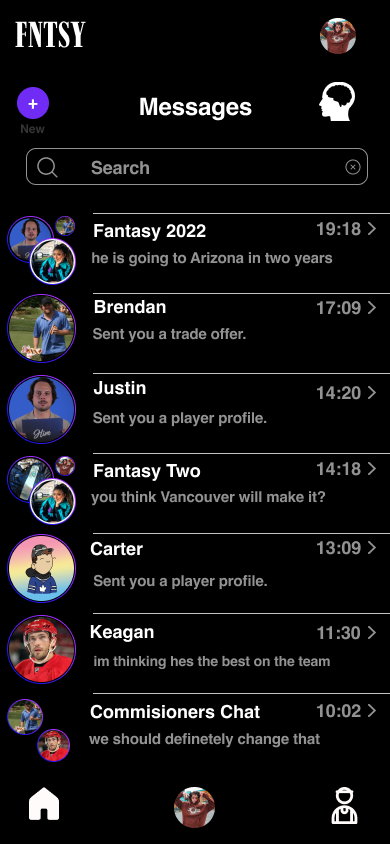 FNTSY
+
New
Messages
Search
Fantasy 2022 19:18
he is going to Arizona in two years
Brendan 17:09
Sent you a trade offer.
Justin 14:20
Sent you a player profile.
Fantasy Two 14:18
you think Vancouver will make it?
Carter 13:09
Sent you a player profile.
Keagan 11:30
im thinking hes the best on the team
Commisioners Chat 10:02
we should definetely change that